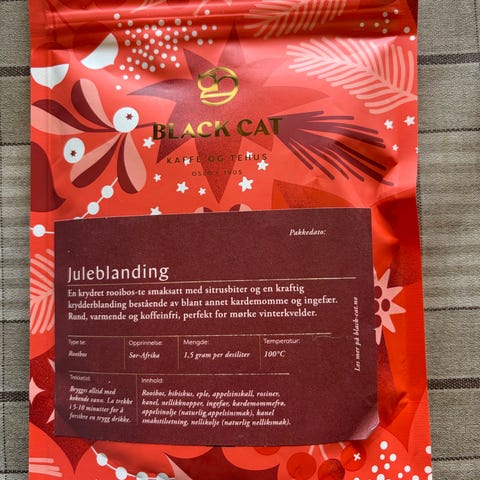 BLACK CAT
KAFFE OG TEHUS
OSLO 1905
Pakkedato:
Juleblanding
En krydret rooibos-te smaksatt med sitrusbiter og en kraftig
krydderblanding bestående av blant annet kardemomme og ingefær.
Rund, varmende og koffeinfri, perfekt for mørke vinterkvelder.
Type te:
Rooibos
Opprinnelse:
Sør-Afrika
Mengde:
1,5 gram per desiliter
Temperatur:
100°C
Trekketid:
Brygges alltid med
kokende vann. La trekke
i 5-10 minutter for å
forsikre en trygg drikke.
Innhold:
Rooibos, hibiskus, eple, appelsinskall, rosiner,
kanel, nellikknopper, ingefær, kardemommefrø,
appelsinolje (naturlig appelsinsmak), kanel
smakstilsetning, nellikolje (naturlig nelliksmak).
Les mer på black-cat.no